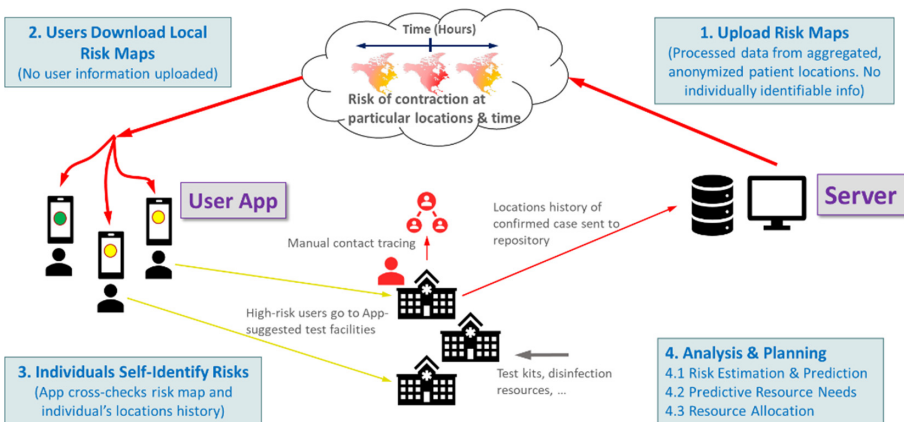 2. Users Download Local
Risk Maps
(No user information uploaded)
Time (Hours)
Risk of contraction at
particular locations & time
1. Upload Risk Maps
(Processed data from aggregated,
anonymized patient locations. No
individually identifiable info)
User App
Server
Locations history of
confirmed case sent to
repository
Manual contact tracing
High-risk users go to App-
suggested test facilities
Test kits, disinfection
resources, ...
3. Individuals Self-Identify Risks
(App cross-checks risk map and
individual's locations history)
4. Analysis & Planning
4.1 Risk Estimation & Prediction
4.2 Predictive Resource Needs
4.3 Resource Allocation